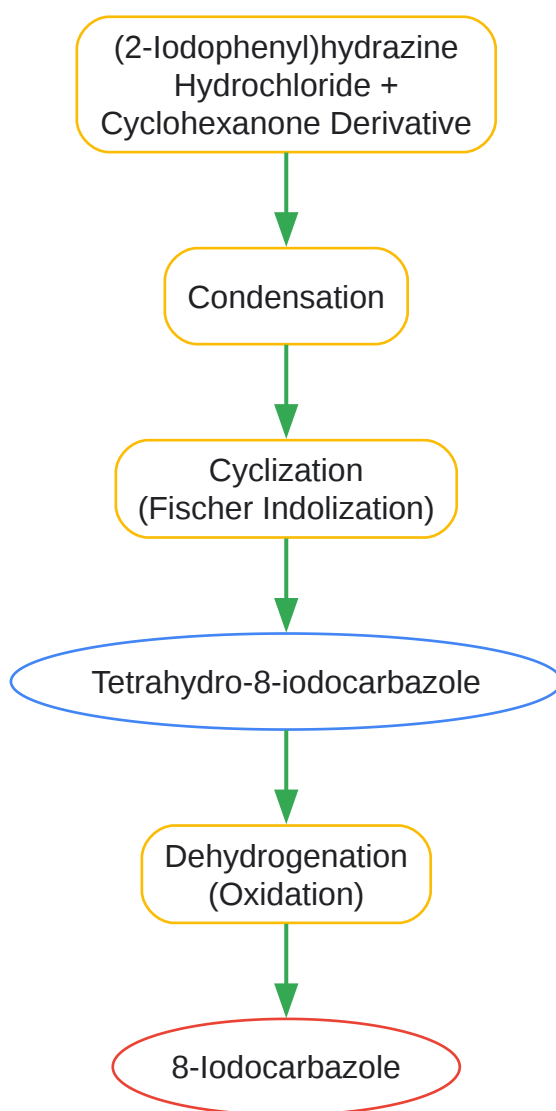 (2-Iodophenyl)hydrazine
Hydrochloride +
Cyclohexanone Derivative
Condensation
Cyclization
(Fischer Indolization)
Tetrahydro-8-iodocarbazole
Dehydrogenation
(Oxidation)
8-Iodocarbazole